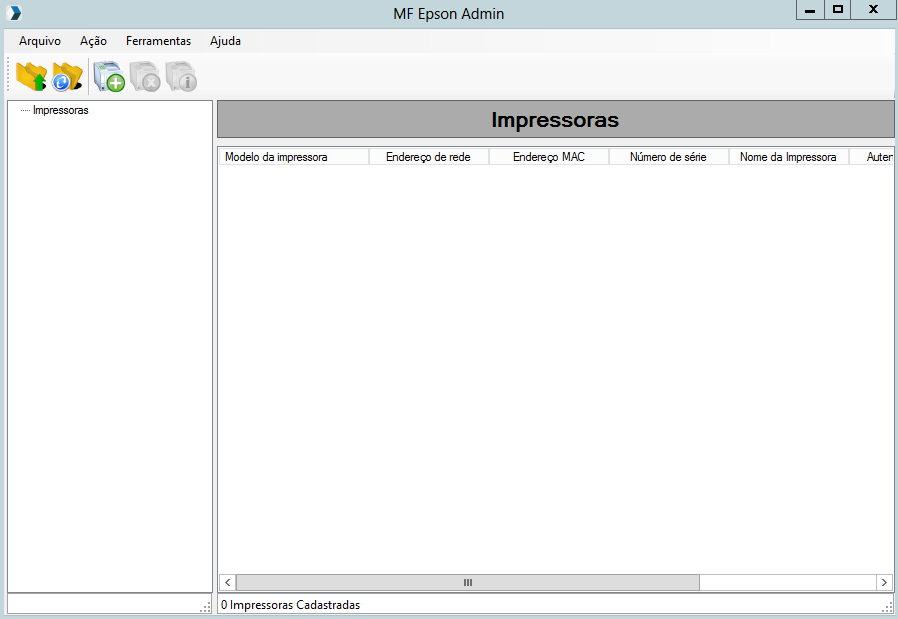 MF Epson Admin
Arquivo Ação Ferramentas Ajuda
Impressoras
Impressoras
Modelo da impressora Endereço de rede Endereço MAC Número de série Nome da Impressora Auten
0 Impressoras Cadastradas